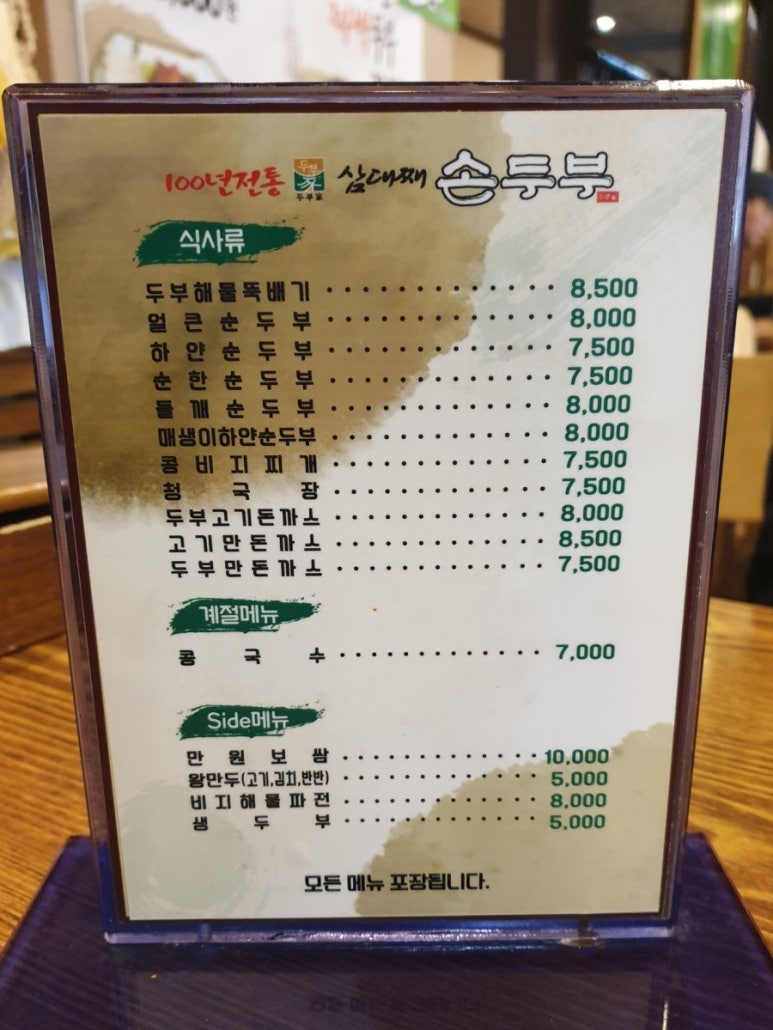 100년전통 두부家 삼대째 손두부
식사류
두부해물뚝배기 8,500
얼큰순두부 8,000
하얀순두부 7,500
순한순두부 7,500
들깨순두부 8,000
매생이하얀순두부 8,000
콩비지찌개 7,500
청국장 7,500
두부고기돈까스 8,000
고기만돈까스 8,500
두부만돈까스 7,500
계절메뉴
콩국수 7,000
Side메뉴
만원보쌈 10,000
왕만두(고기,김치,반반) 5,000
비지해물파전 8,000
생두부 5,000
모든 메뉴 포장됩니다.